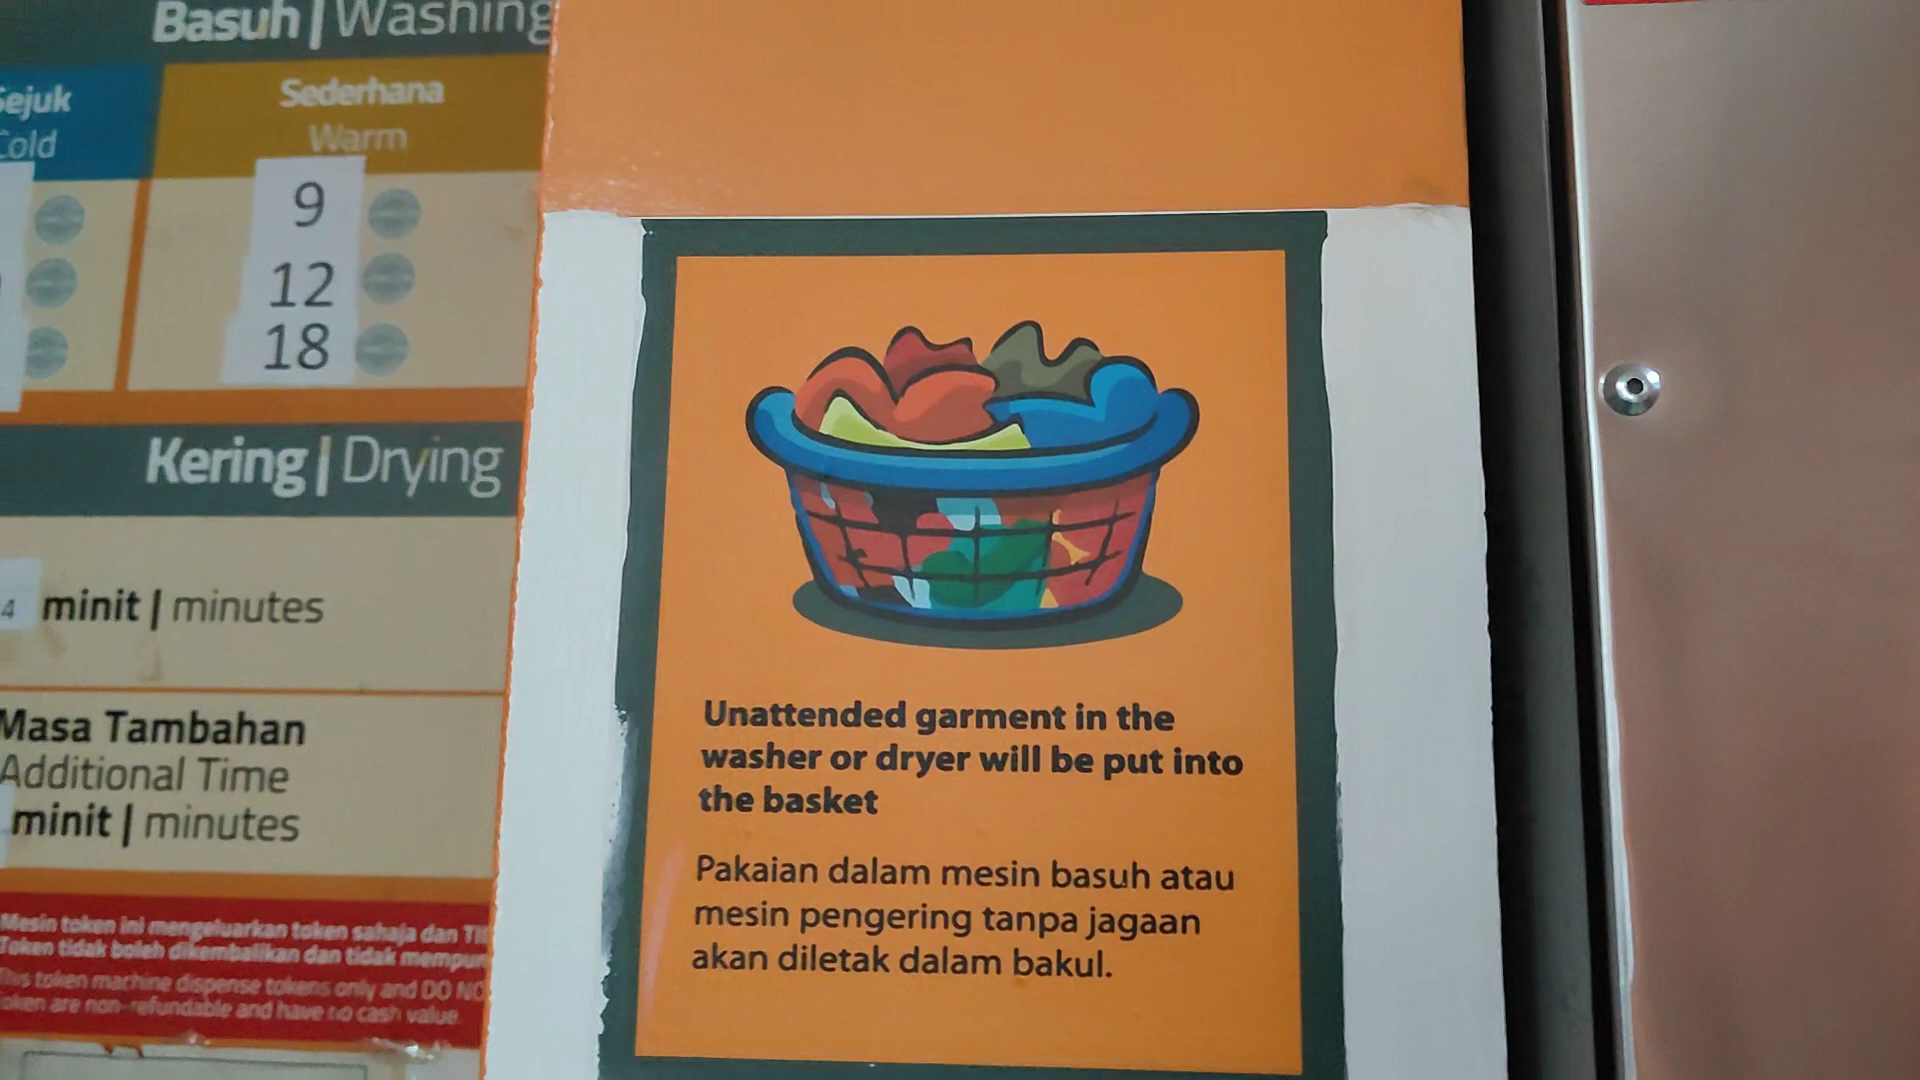 Basuh | Washing
Sejuk
Cold
Sederhana
Warm
9
12
18
Kering | Drying
4 minit | minutes
Masa Tambahan
Additional Time
minit | minutes
Mesin token ini mengeluarkan token sahaja dan
Token tidak boleh dikembalikan dan tidak
This token machine dispense tokens only and DO
token are non-refundable and have no cash value.
Unattended garment in the
washer or dryer will be put into
the basket
Pakaian dalam mesin basuh atau
mesin pengering tanpa jagaan
akan diletak dalam bakul.